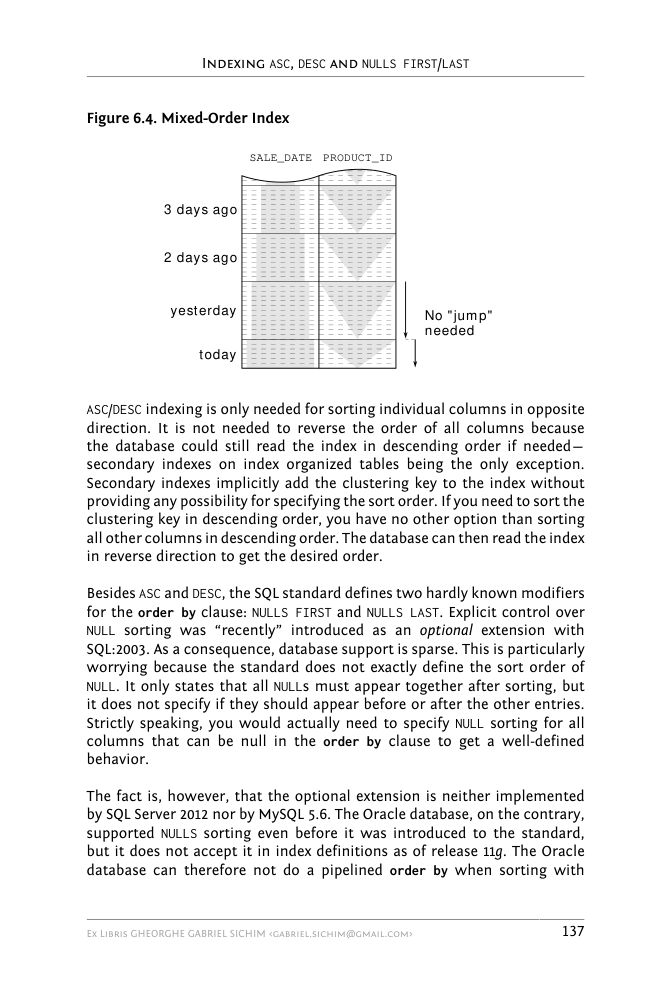 INDEXING ASC, DESC AND NULLS FIRST/LAST
Figure 6.4. Mixed-Order Index
SALE_DATE PRODUCT_ID
3 days ago
2 days ago
yesterday
No "jump"
needed
today
ASC/DESC indexing is only needed for sorting individual columns in opposite
direction. It is not needed to reverse the order of all columns because
the database could still read the index in descending order if needed—
secondary indexes on index organized tables being the only exception.
Secondary indexes implicitly add the clustering key to the index without
providing any possibility for specifying the sort order. If you need to sort the
clustering key in descending order, you have no other option than sorting
all other columns in descending order. The database can then read the index
in reverse direction to get the desired order.
Besides ASC and DESC, the SQL standard defines two hardly known modifiers
for the order by clause: NULLS FIRST and NULLS LAST. Explicit control over
NULL sorting was “recently” introduced as an optional extension with
SQL:2003. As a consequence, database support is sparse. This is particularly
worrying because the standard does not exactly define the sort order of
NULL. It only states that all NULLs must appear together after sorting, but
it does not specify if they should appear before or after the other entries.
Strictly speaking, you would actually need to specify NULL sorting for all
columns that can be null in the order by clause to get a well-defined
behavior.
The fact is, however, that the optional extension is neither implemented
by SQL Server 2012 nor by MySQL 5.6. The Oracle database, on the contrary,
supported NULLS sorting even before it was introduced to the standard,
but it does not accept it in index definitions as of release 11g. The Oracle
database can therefore not do a pipelined order by when sorting with
EX LIBRIS GHEORGHE GABRIEL SICHIM <GABRIEL.SICHIM@GMAIL.COM>
137